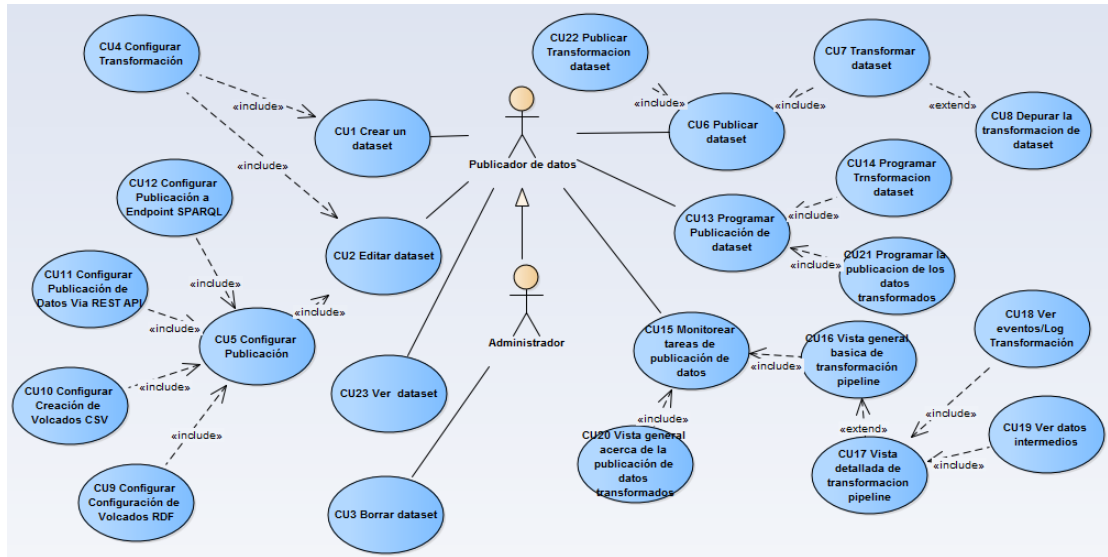 CU4 Configurar
Transformación
«include»
«include»
CU1 Crear un
dataset
CU22 Publicar
Transformacion
dataset
«include»
CU7 Transformar
dataset
«include»
«extend»
CU6 Publicar
dataset
CU8 Depurar la
transformacion de
dataset
Publicador de datos
CU12 Configurar
Publicación a
Endpoint SPARQL
«include»
CU14 Programar
Trnsformacion
dataset
«include»
CU13 Programar
Publicación de
dataset
«include»
CU21 Programar la
publicacion de los
datos
transformados
CU2 Editar dataset
CU11 Configurar
Publicación de
Datos Via REST API
«include»
«include»
CU5 Configurar
Publicación
Administrador
CU10 Configurar
Creación de
Volcados CSV
«include»
CU9 Configurar
Configuración de
Volcados RDF
«include»
CU23 Ver dataset
CU3 Borrar dataset
CU15 Monitorear
tareas de
publicación de
datos
«include»
CU16 Vista general
basica de
transformación
pipeline
CU18 Ver
eventos/Log
Transformación
«include»
«include»
CU20 Vista general
acerca de la
publicación de
datos
transformados
«extend»
CU17 Vista
detallada de
transformacion
pipeline
«include»
CU19 Ver datos
intermedios